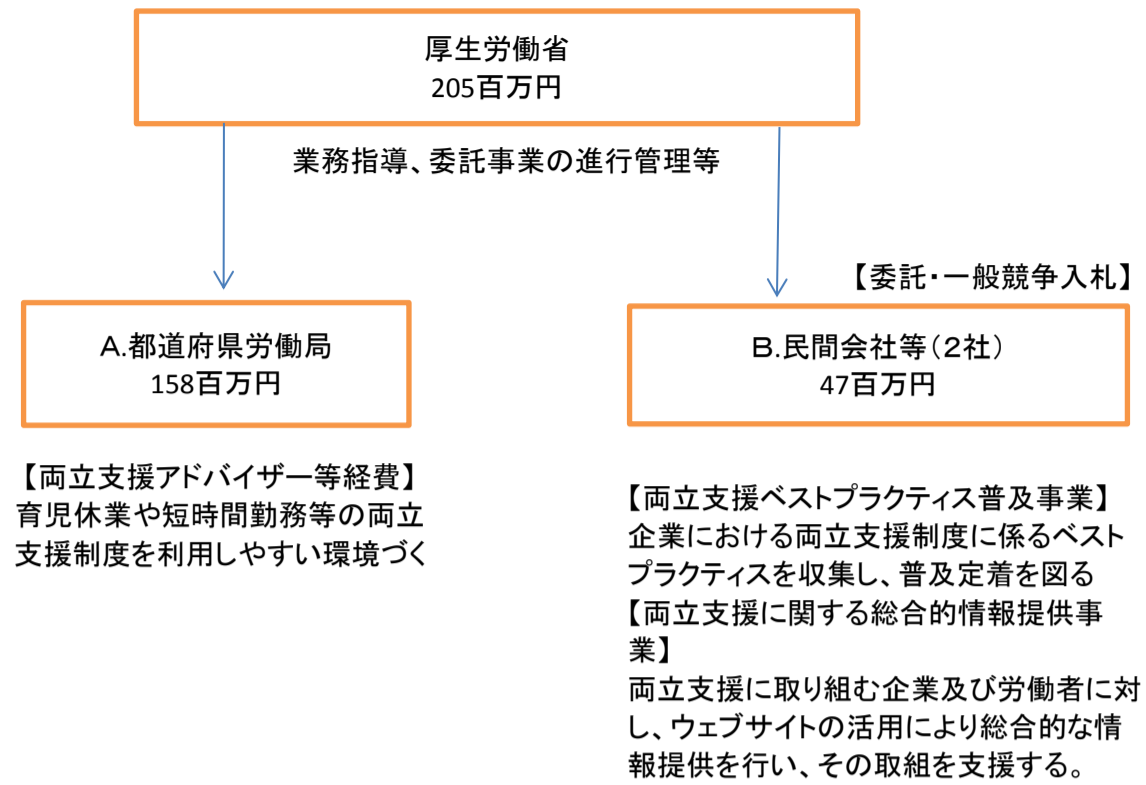 厚生労働省
205百万円
業務指導、委託事業の進行管理等
【委託・一般競争入札】
A.都道府県労働局
158百万円
B.民間会社等（2社）
47百万円
【両立支援アドバイザー等経費】
育児休業や短時間勤務等の両立
支援制度を利用しやすい環境づく
【両立支援ベストプラクティス普及事業】
企業における両立支援制度に係るベスト
プラクティスを収集し、普及定着を図る
【両立支援に関する総合的情報提供事
業】
両立支援に取り組む企業及び労働者に対
し、ウェブサイトの活用により総合的な情
報提供を行い、その取組を支援する。